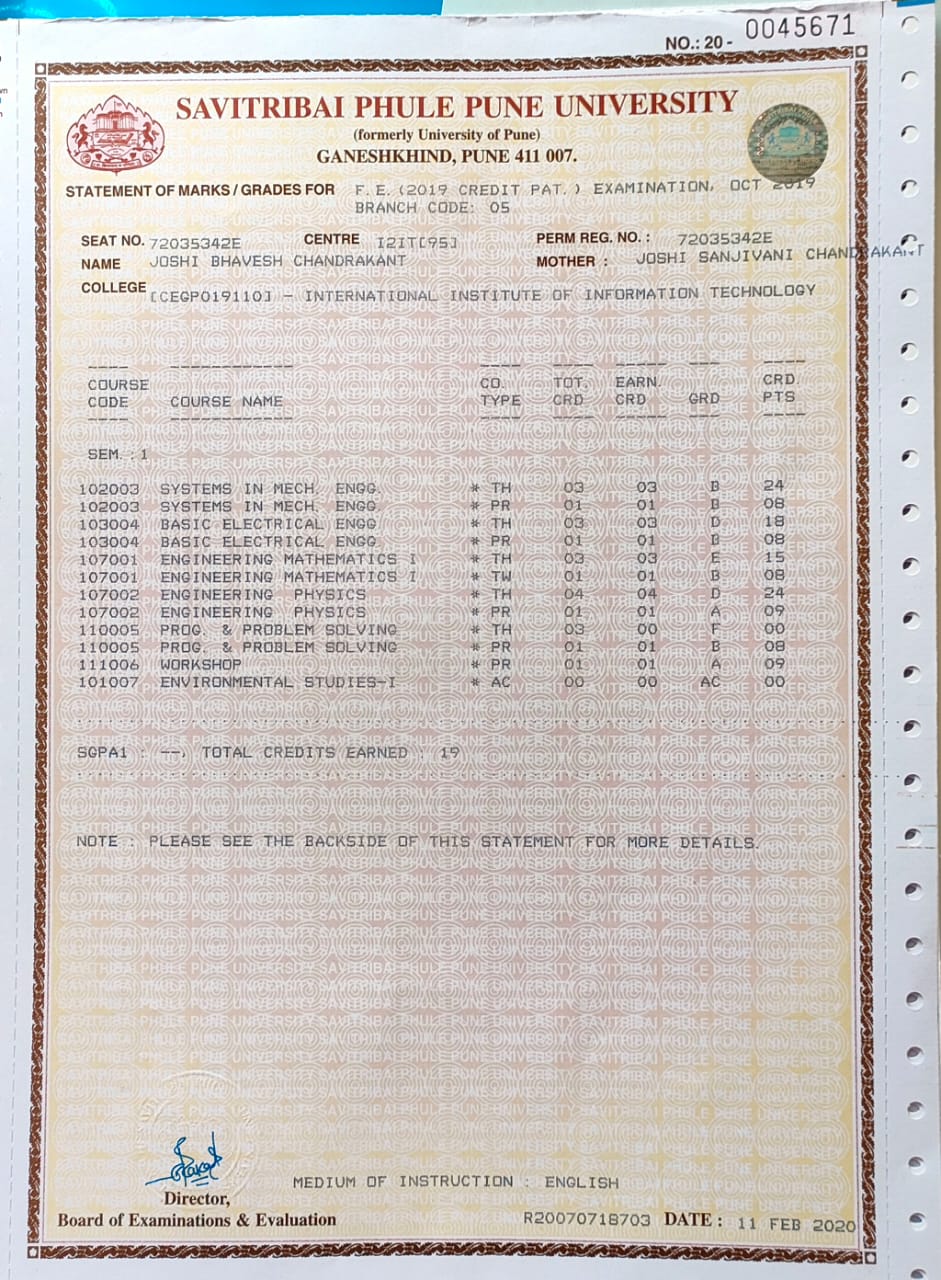 NO.: 20 - 0045671
SAVITRIBAI PHULE PUNE UNIVERSITY
(formerly University of Pune)
GANESHKHIND, PUNE 411 007.
STATEMENT OF MARKS / GRADES FOR F.E.(2019 CREDIT PAT.) EXAMINATION, OCT 2019
BRANCH CODE: 05
SEAT NO. 72035342E CENTRE I2IT[95] PERM REG. NO. : 72035342E
NAME JOSHI BHAVESH CHANDRAKANT MOTHER : JOSHI SANJIVANI CHANDRAKANT
COLLEGE [CEGP019110] - INTERNATIONAL INSTITUTE OF INFORMATION TECHNOLOGY
COURSE CO. TOT. EARN. CRD.
CODE COURSE NAME TYPE CRD CRD GRD PTS
SEM. : 1
102003 SYSTEMS IN MECH. ENGG. * TH 03 03 B 24
102003 SYSTEMS IN MECH. ENGG. * PR 01 01 B 08
103004 BASIC ELECTRICAL ENGG * TH 03 03 D 18
103004 BASIC ELECTRICAL ENGG * PR 01 01 B 08
107001 ENGINEERING MATHEMATICS I * TH 03 03 E 15
107001 ENGINEERING MATHEMATICS I * TW 01 01 B 08
107002 ENGINEERING PHYSICS * TH 04 04 D 24
107002 ENGINEERING PHYSICS * PR 01 01 A 09
110005 PROG. & PROBLEM SOLVING * TH 03 00 F 00
110005 PROG. & PROBLEM SOLVING * PR 01 01 B 08
111006 WORKSHOP * PR 01 01 A 09
101007 ENVIRONMENTAL STUDIES-I * AC 00 00 AC 00
SGPA1 : --, TOTAL CREDITS EARNED : 19
NOTE : PLEASE SEE THE BACKSIDE OF THIS STATEMENT FOR MORE DETAILS.
MEDIUM OF INSTRUCTION : ENGLISH
Director,
Board of Examinations & Evaluation
R20070718703 DATE : 11 FEB 2020